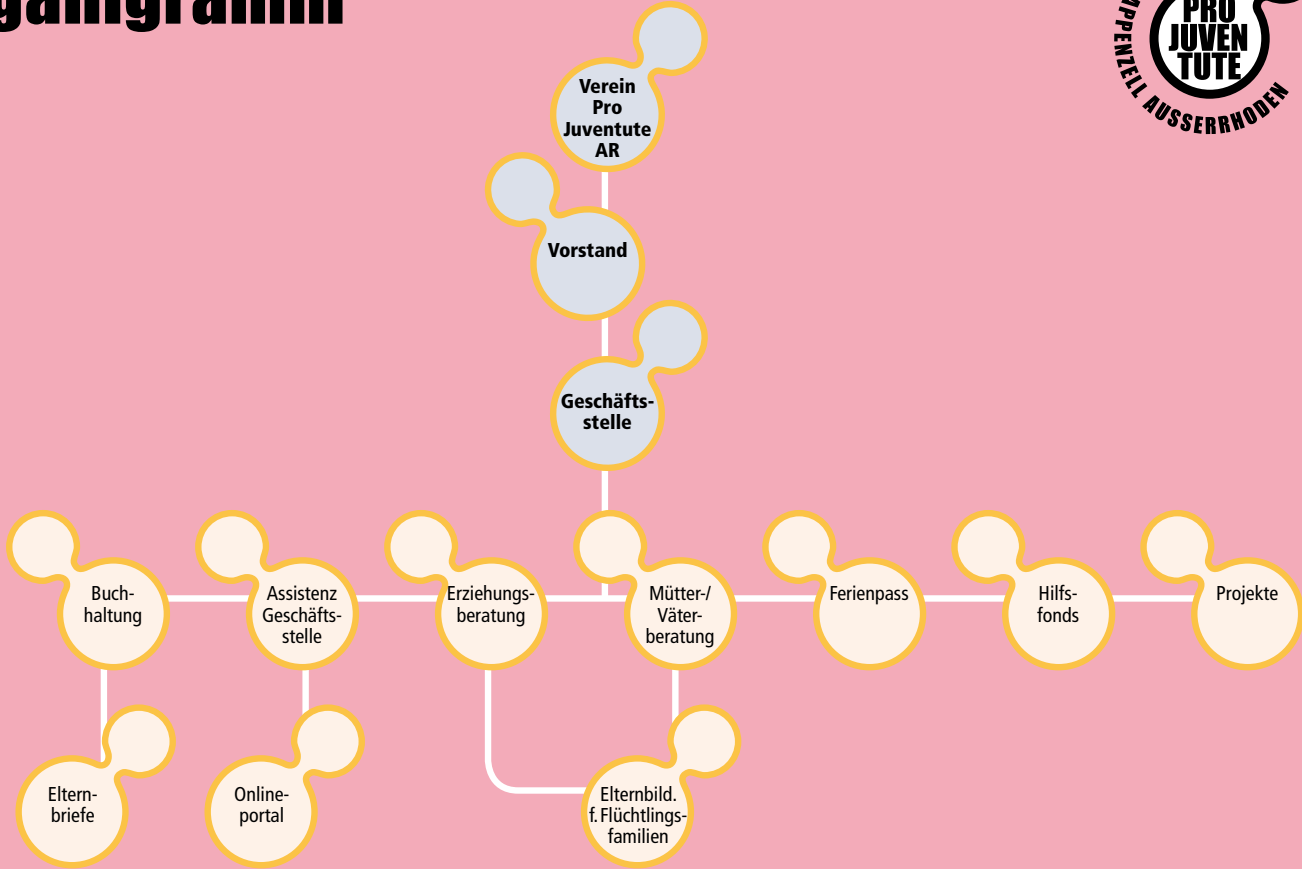 PRO
JUVEN
TUTE
APPENZELL AUSSERRHODEN
Verein
Pro
Juventute
AR
Vorstand
Geschäfts-
stelle
Buch-
haltung
Assistenz
Geschäfts-
stelle
Erziehungs-
beratung
Mütter-/
Väter-
beratung
Ferienpass
Hilfs-
fonds
Projekte
Eltern-
briefe
Online-
portal
Elternbild.
f. Flüchtlings-
familien